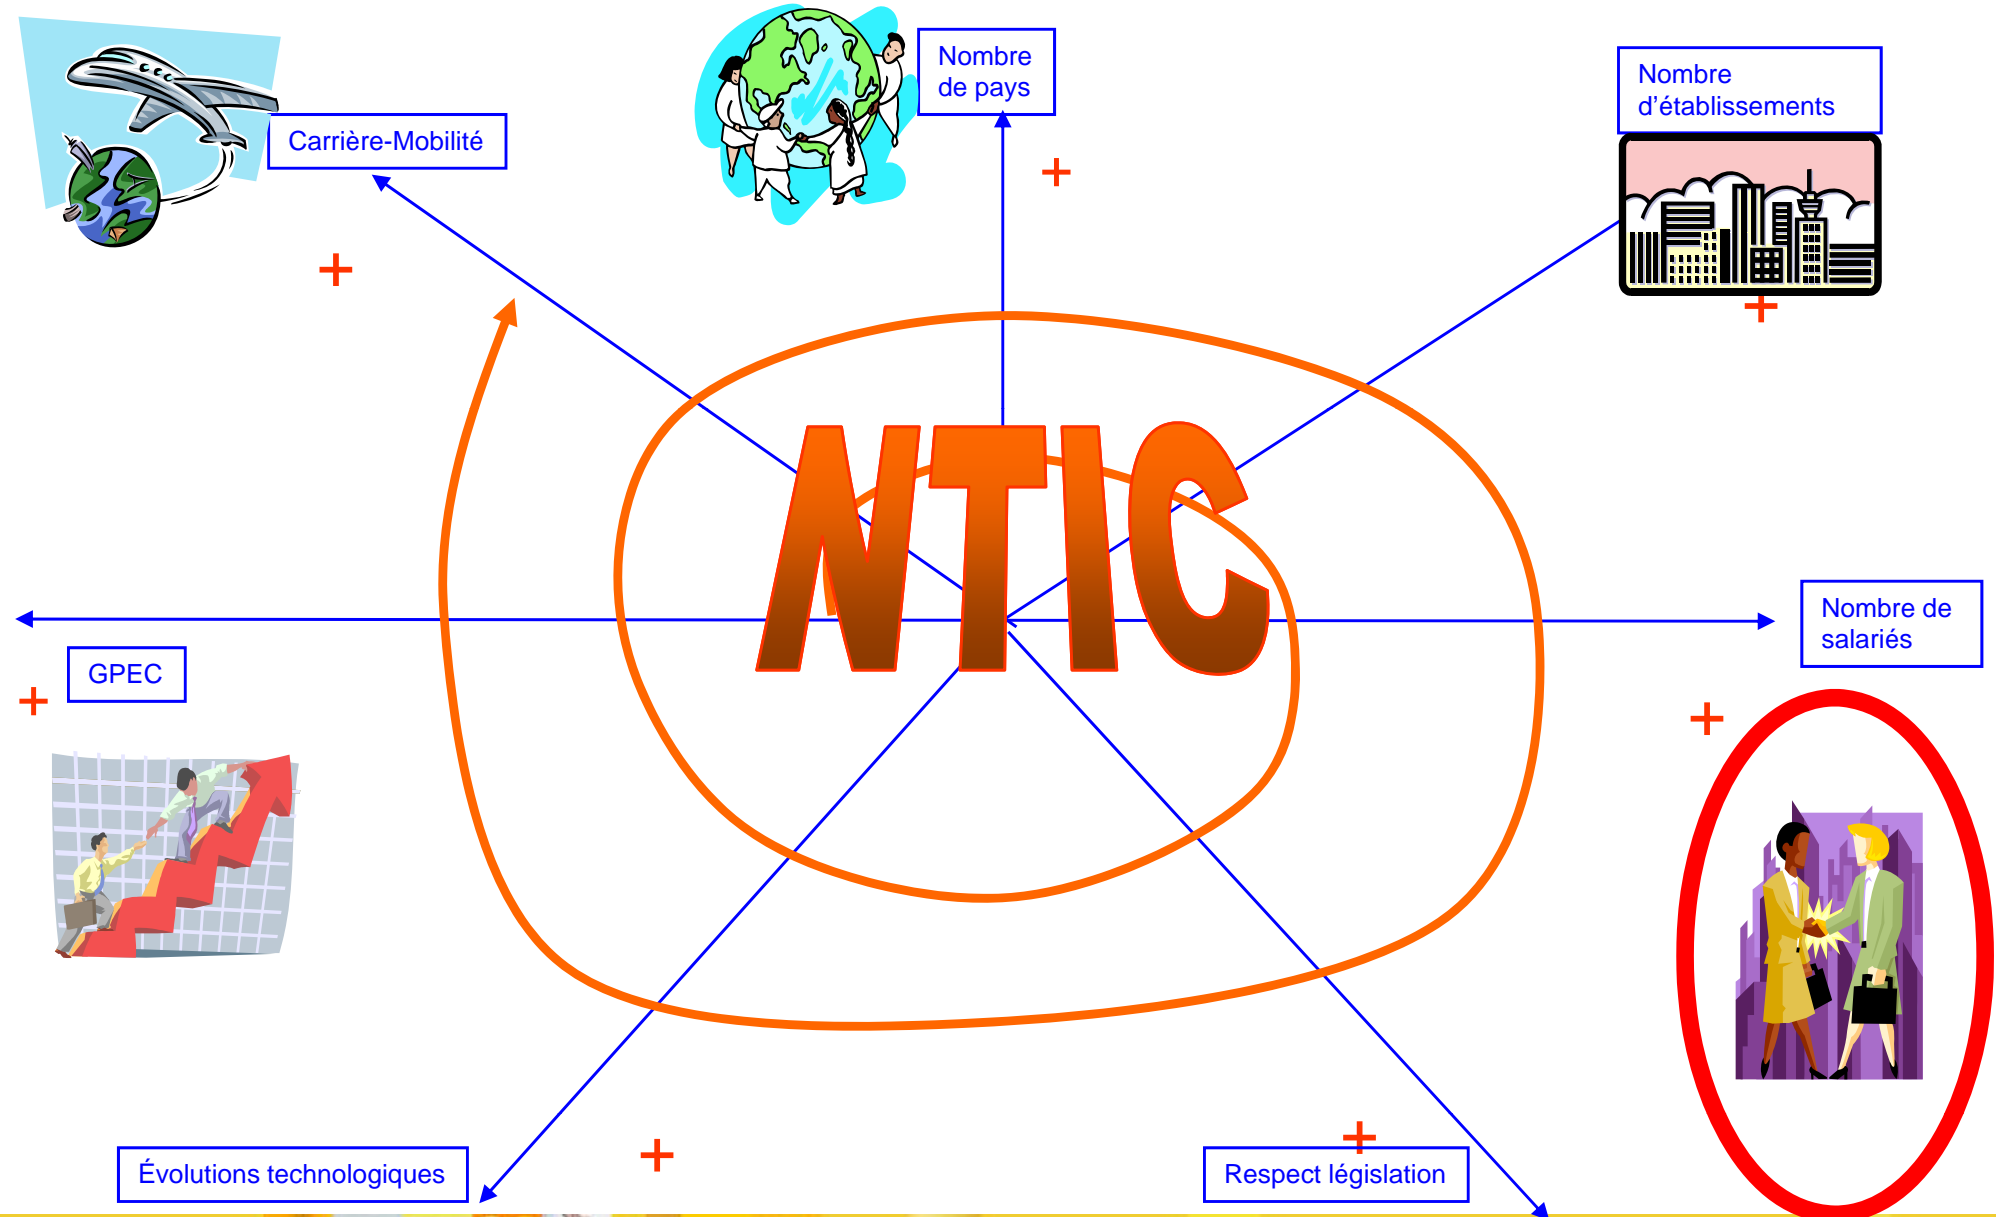 Nombre
de pays
Nombre
d'établissements
Carrière-Mobilité
+
+
+
NTIC
Nombre de
salariés
GPEC
+
+
+
+
Évolutions technologiques
Respect législation